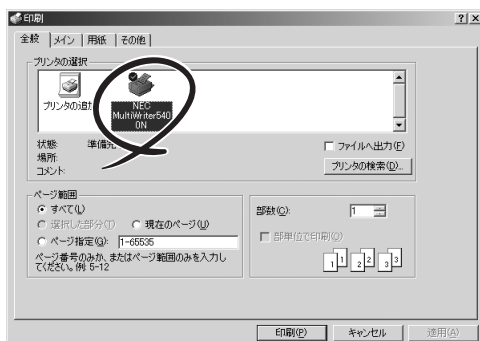 印刷
全般 メイン 用紙 その他
プリンタの選択
プリンタの追加
NEC
MultiWriter540
0N
状態: 準備完
場所:
コメント:
ファイルへ出力(F)
プリンタの検索(D)...
ページ範囲
すべて(L)
選択した部分(T) 現在のページ(U)
ページ指定(G): 1-65535
ページ番号のみか、またはページ範囲のみを入力し
てください。例: 5-12
部数(C): 1
部単位で印刷(O)
1 1 2 2 3 3
印刷(P) キャンセル 適用(A)